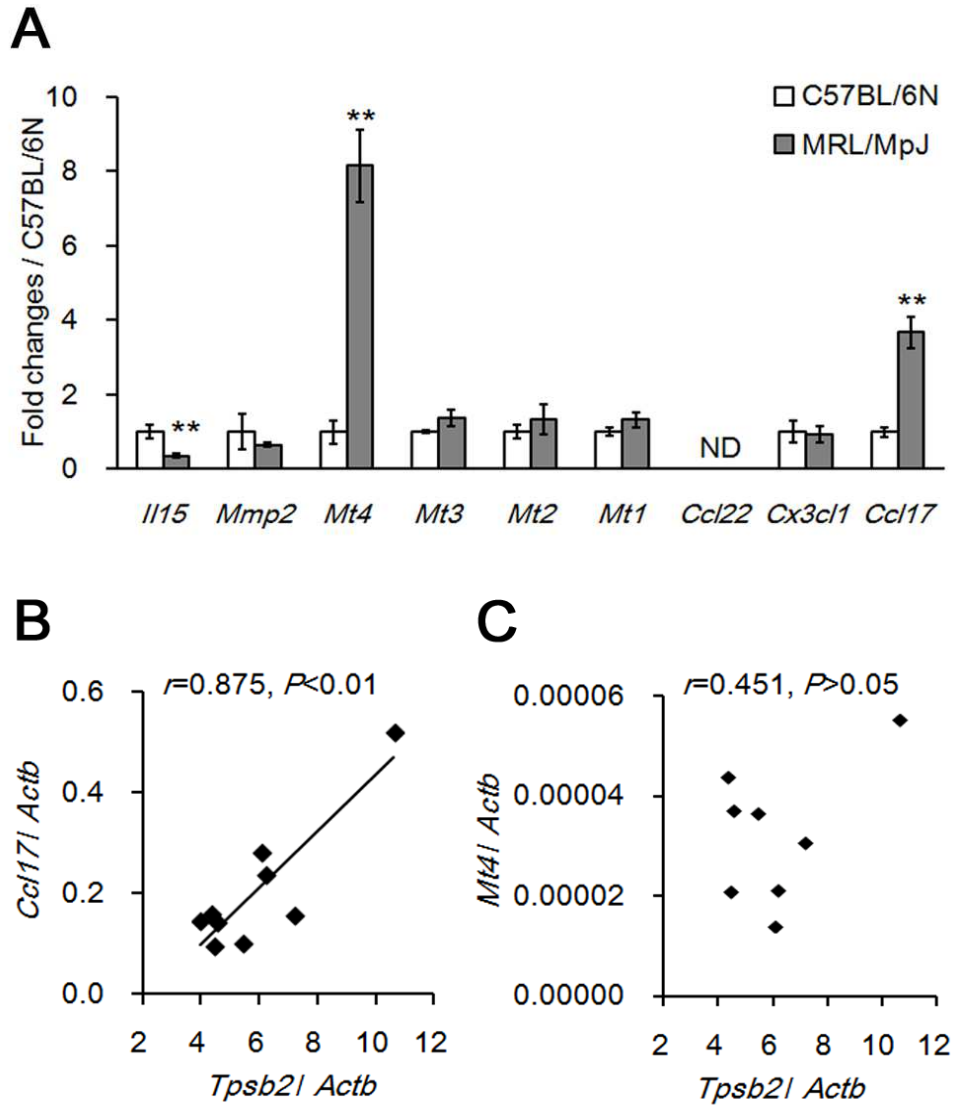 A
Fold changes / C57BL/6N
10
8
6
4
2
0
C57BL/6N
MRL/MpJ
**
**
**
ND
Il15 Mmp2 Mt4 Mt3 Mt2 Mt1 Ccl22 Cx3cl1 Ccl17
B
r=0.875, P<0.01
Ccl17/ Actb
0.6
0.4
0.2
0.0
2 4 6 8 10 12
Tpsb2/ Actb
C
r=0.451, P>0.05
Mt4/ Actb
0.00006
0.00004
0.00002
0.00000
2 4 6 8 10 12
Tpsb2/ Actb